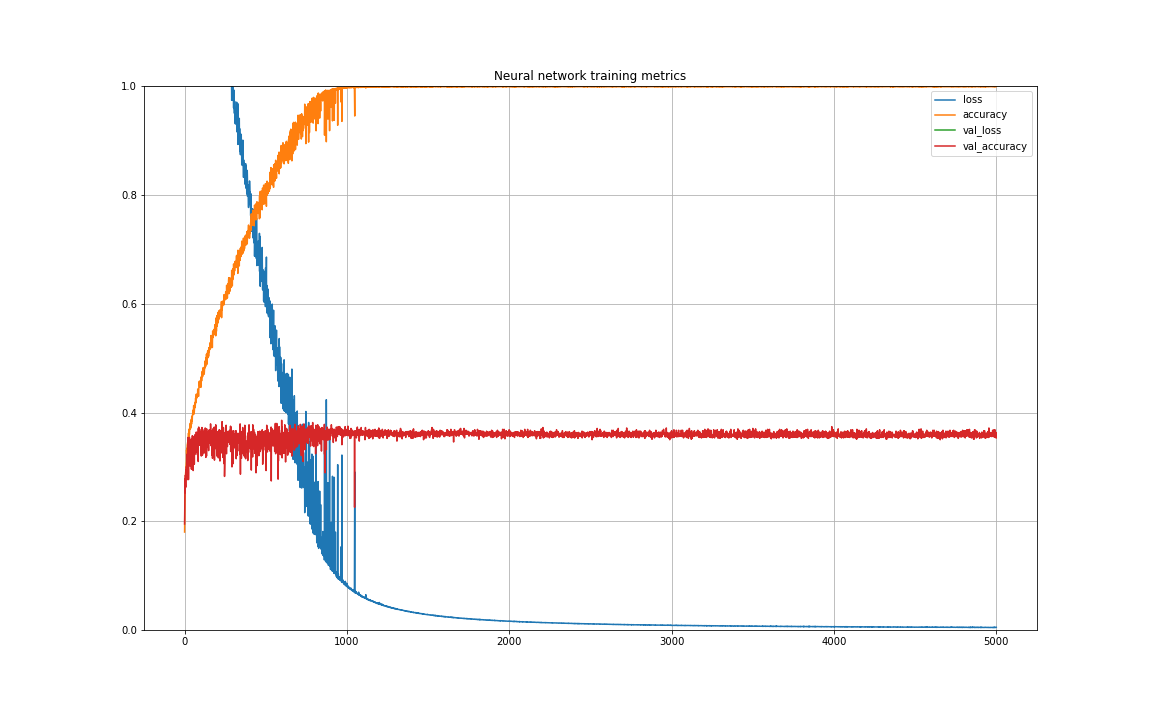 Neural network training metrics
1.0
0.8
0.6
0.4
0.2
0.0
loss
accuracy
val_loss
val_accuracy
0 1000 2000 3000 4000 5000